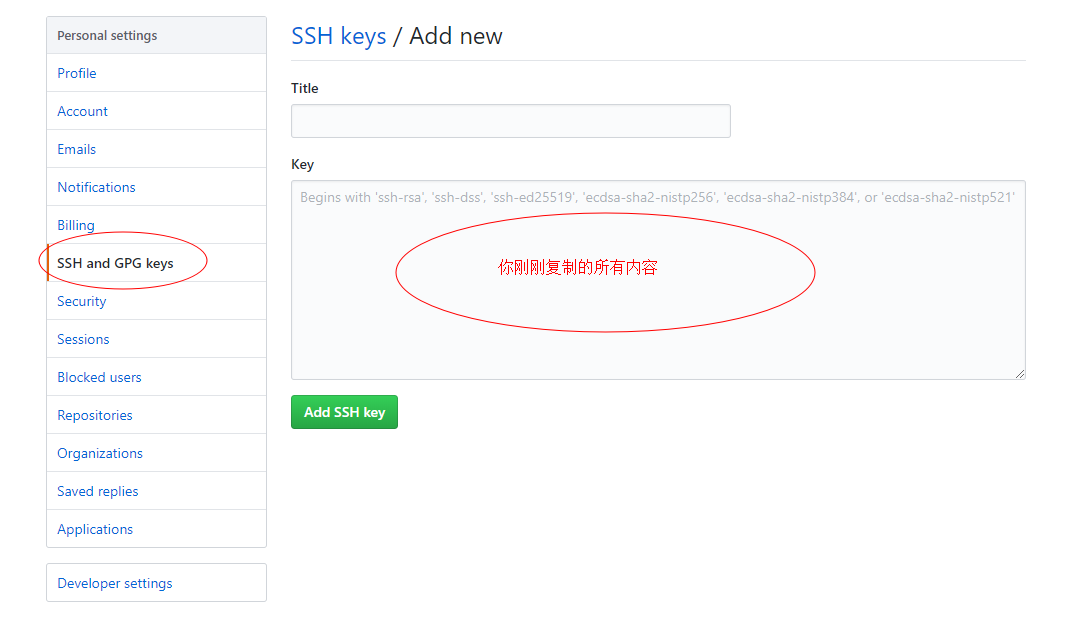 Personal settings
Profile
Account
Emails
Notifications
Billing
SSH and GPG keys
Security
Sessions
Blocked users
Repositories
Organizations
Saved replies
Applications
Developer settings
SSH keys / Add new
Title
Key
Begins with 'ssh-rsa', 'ssh-dss', 'ssh-ed25519', 'ecdsa-sha2-nistp256', 'ecdsa-sha2-nistp384', or 'ecdsa-sha2-nistp521'
你刚刚复制的所有内容
Add SSH key